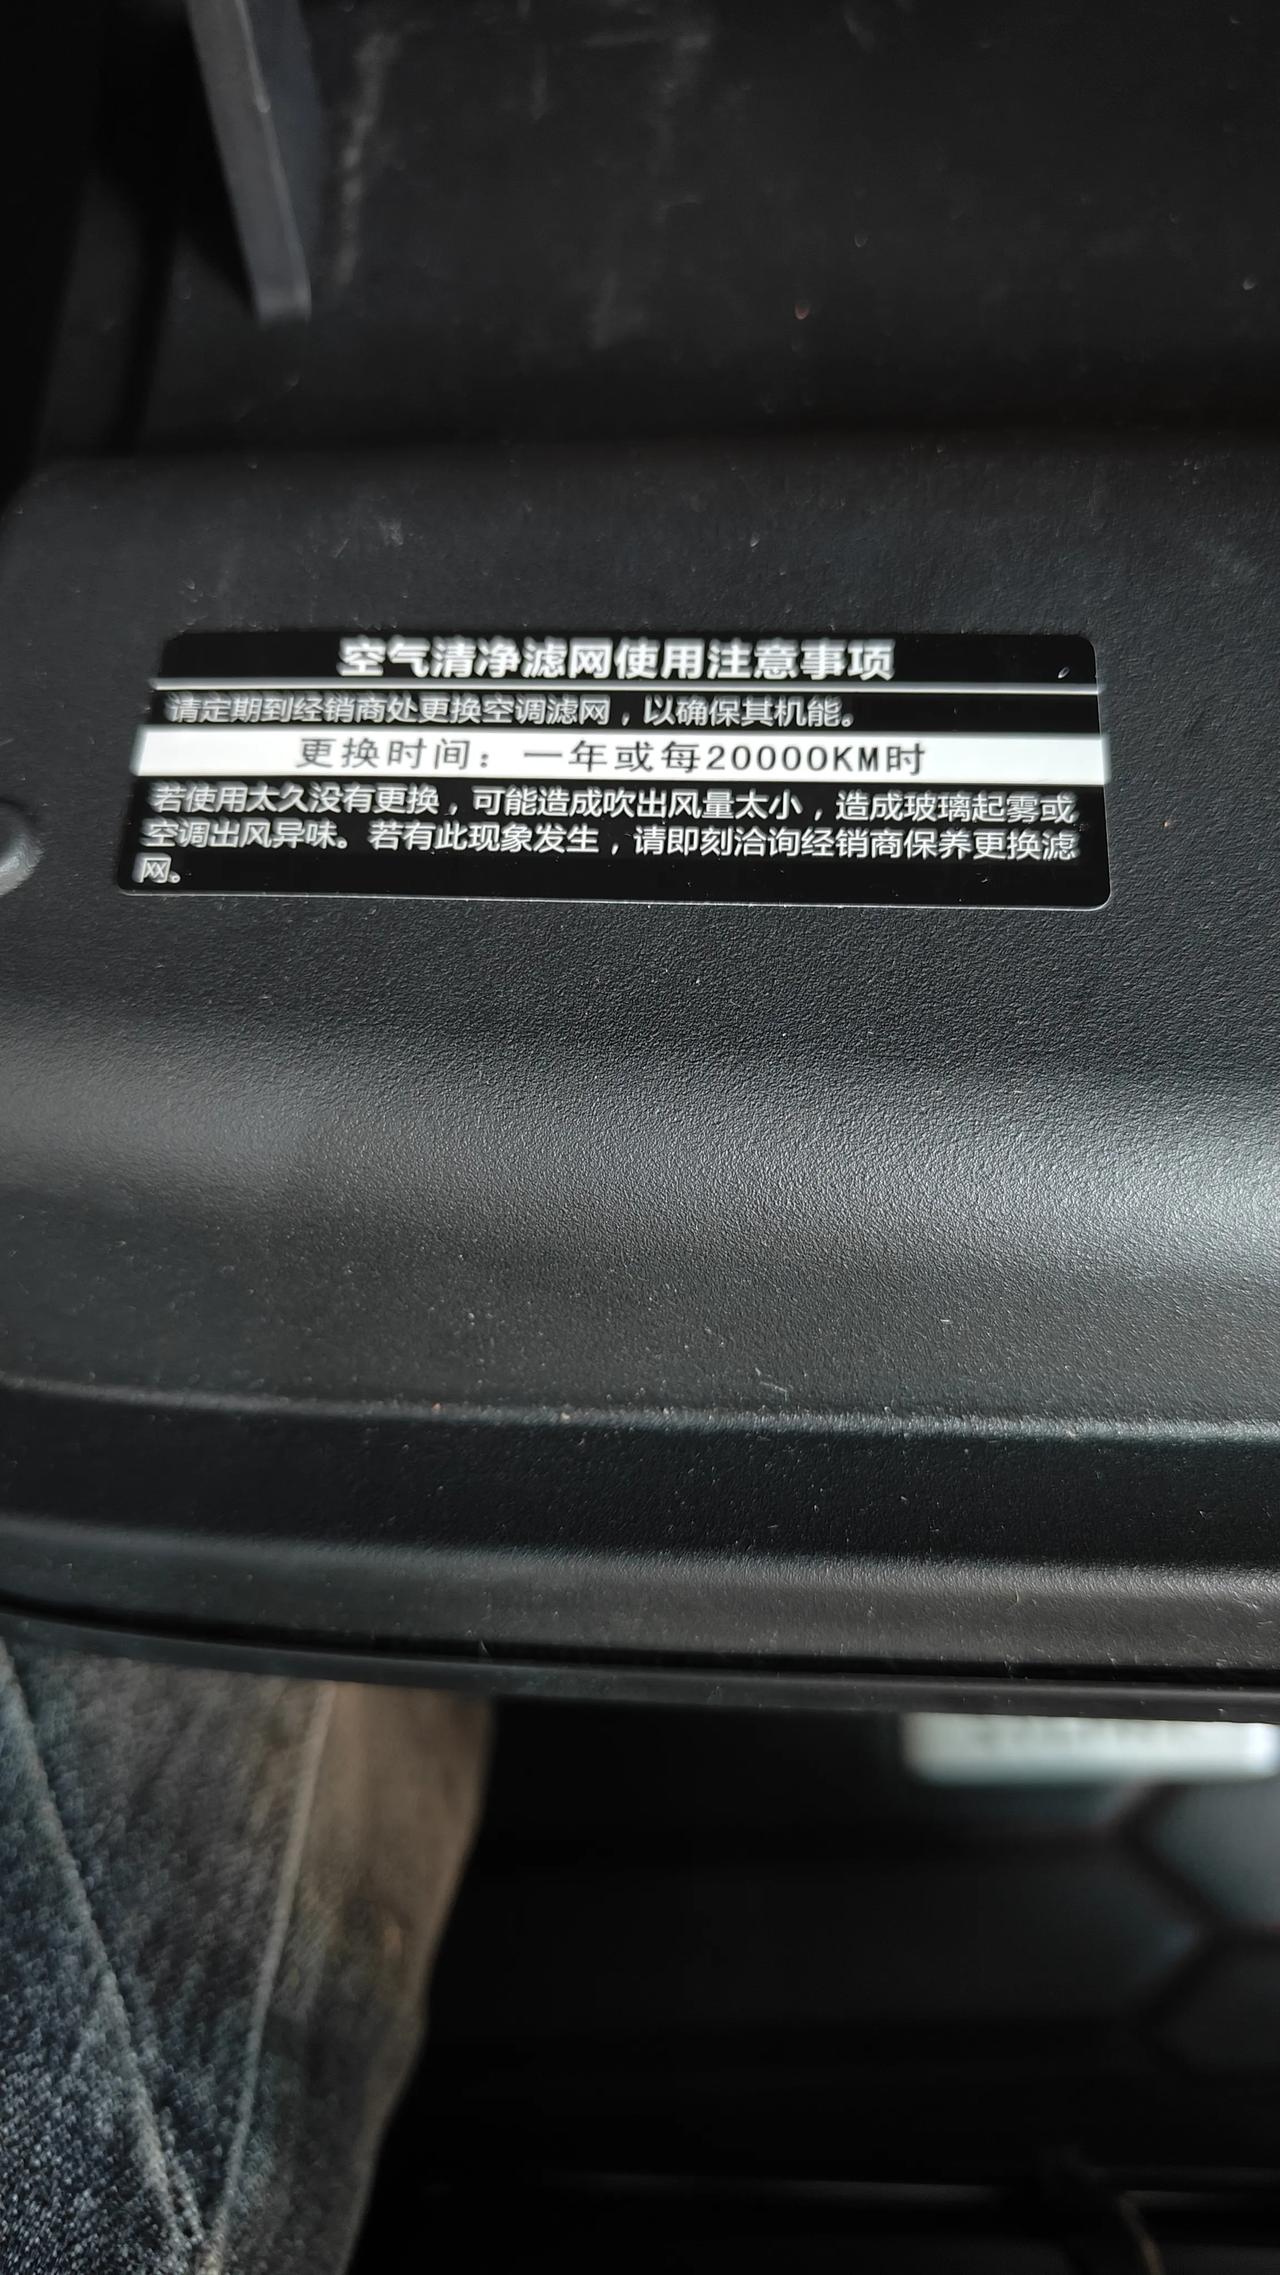 空气清净滤网使用注意事项
请定期到经销商处更换空调滤网，以确保其机能。
更换时间：一年或每20000KM时
若使用太久没有更换，可能造成吹出风量太小，造成玻璃起雾或
空调出风异味。若有此现象发生，请即刻洽询经销商保养更换滤
网。